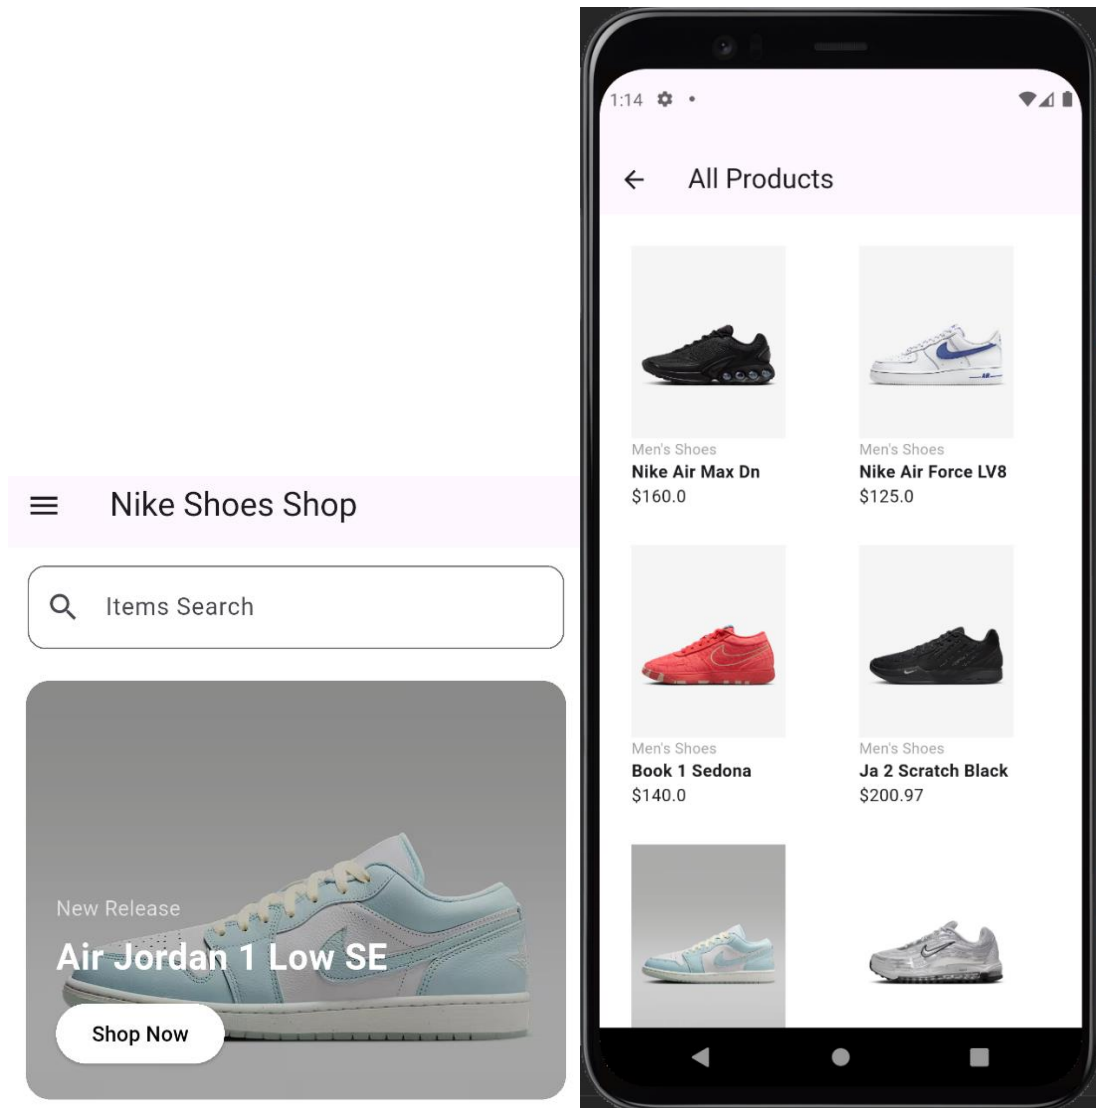 Nike Shoes Shop
Items Search
New Release
Air Jordan 1 Low SE
Shop Now
1:14
All Products
Men's Shoes
Nike Air Max Dn
$160.0
Men's Shoes
Nike Air Force LV8
$125.0
Men's Shoes
Book 1 Sedona
$140.0
Men's Shoes
Ja 2 Scratch Black
$200.97